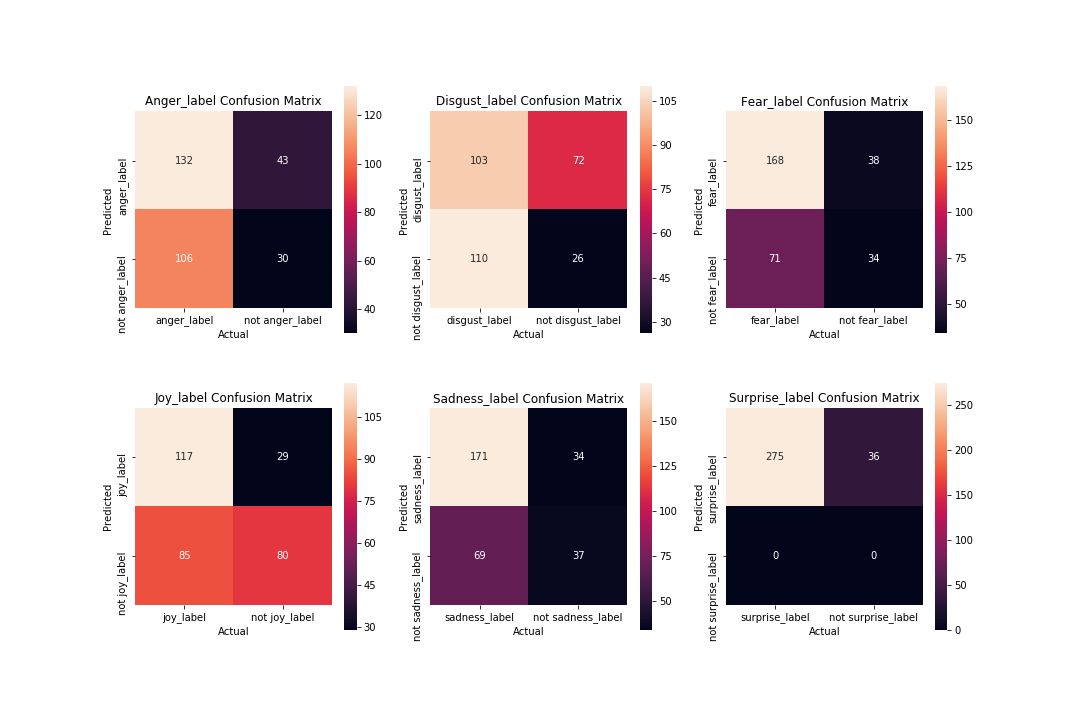 Anger_label Confusion Matrix
Predicted
anger_label
not anger_label
132
43
106
30
anger_label
not anger_label
Actual
120
100
80
60
40
Disgust_label Confusion Matrix
Predicted
disgust_label
not disgust_label
103
72
110
26
disgust_label
not disgust_label
Actual
105
90
75
60
45
30
Fear_label Confusion Matrix
Predicted
fear_label
not fear_label
168
38
71
34
fear_label
not fear_label
Actual
150
125
100
75
50
Joy_label Confusion Matrix
Predicted
joy_label
not joy_label
117
29
85
80
joy_label
not joy_label
Actual
105
90
75
60
45
30
Sadness_label Confusion Matrix
Predicted
sadness_label
not sadness_label
171
34
69
37
sadness_label
not sadness_label
Actual
150
125
100
75
50
Surprise_label Confusion Matrix
Predicted
surprise_label
not surprise_label
275
36
0
0
surprise_label
not surprise_label
Actual
250
200
150
100
50
0